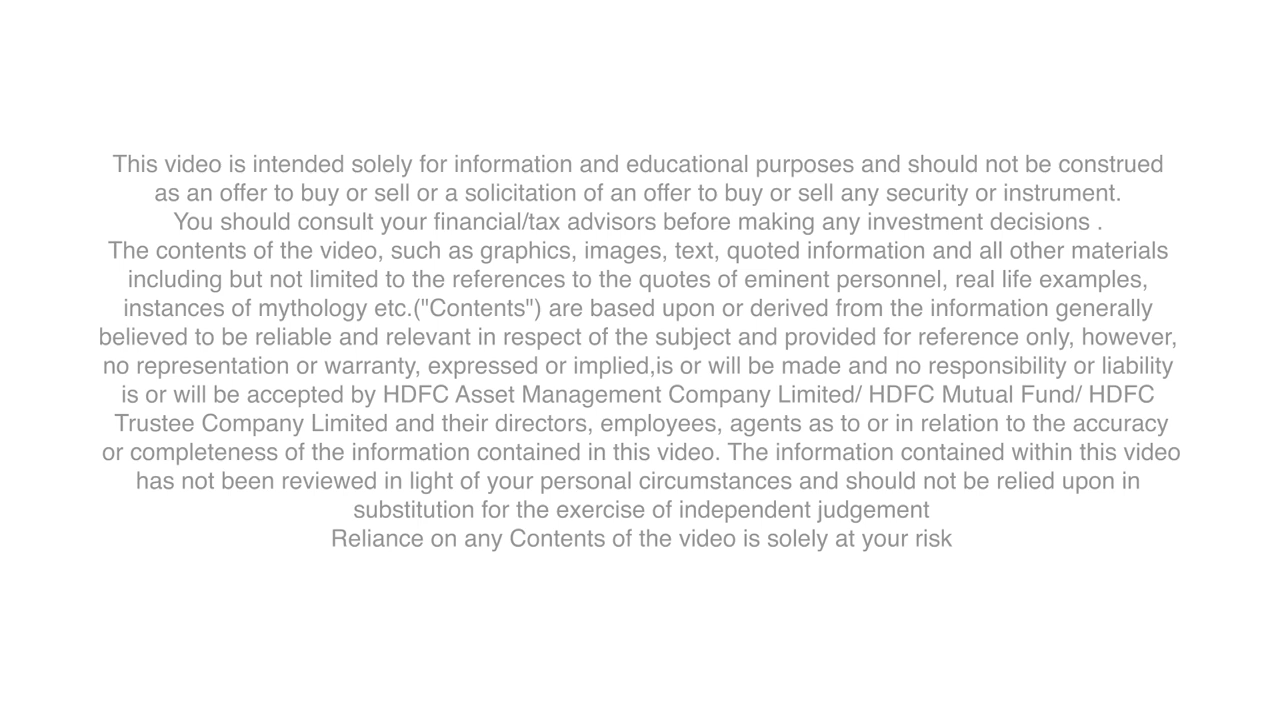 This video is intended solely for information and educational purposes and should not be construed
as an offer to buy or sell or a solicitation of an offer to buy or sell any security or instrument.
You should consult your financial/tax advisors before making any investment decisions .
The contents of the video, such as graphics, images, text, quoted information and all other materials
including but not limited to the references to the quotes of eminent personnel, real life examples,
instances of mythology etc.("Contents") are based upon or derived from the information generally
believed to be reliable and relevant in respect of the subject and provided for reference only, however,
no representation or warranty, expressed or implied,is or will be made and no responsibility or liability
is or will be accepted by HDFC Asset Management Company Limited/ HDFC Mutual Fund/ HDFC
Trustee Company Limited and their directors, employees, agents as to or in relation to the accuracy
or completeness of the information contained in this video. The information contained within this video
has not been reviewed in light of your personal circumstances and should not be relied upon in
substitution for the exercise of independent judgement
Reliance on any Contents of the video is solely at your risk